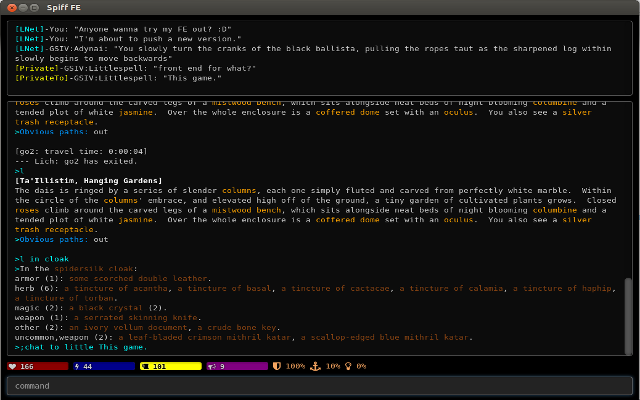 Spiff FE
[LNet]-You: "Anyone wanna try my FE out? :D"
[LNet]-You: "I'm about to push a new version."
[LNet]-GSIV:Adynai: "You slowly turn the cranks of the black ballista, pulling the ropes taut as the sharpened log within
slowly begins to move backwards"
[Private]-GSIV:Littlespell: "front end for what?"
[PrivateTo]-GSIV:Littlespell: "This game."
roses climb around the carved legs of a mistwood bench, which sits alongside neat beds of night blooming columbine and a
tended plot of white jasmine.  Over the whole enclosure is a coffered dome set with an oculus.  You also see a silver
trash receptacle.
>Obvious paths: out
[go2: travel time: 0:00:04]
--- Lich: go2 has exited.
>l
[Ta'Illistim, Hanging Gardens]
The dais is ringed by a series of slender columns, each one simply fluted and carved from perfectly white marble.  Within
the circle of the columns' embrace, and elevated high off of the ground, a tiny garden of cultivated plants grows.  Closed
roses climb around the carved legs of a mistwood bench, which sits alongside neat beds of night blooming columbine and a
tended plot of white jasmine.  Over the whole enclosure is a coffered dome set with an oculus.  You also see a silver
trash receptacle.
>Obvious paths: out
>l in cloak
>In the spidersilk cloak:
armor (1): some scorched double leather.
herb (6): a tincture of acantha, a tincture of basal, a tincture of cactacae, a tincture of calamia, a tincture of haphip,
a tincture of torban.
magic (2): a black crystal (2).
weapon (1): a serrated skinning knife.
other (2): an ivory vellum document, a crude bone key.
uncommon,weapon (2): a leaf-bladed crimson mithril katar, a scallop-edged blue mithril katar.
>;chat to little This game.
166 44 101 9 100% 10% 0%
command